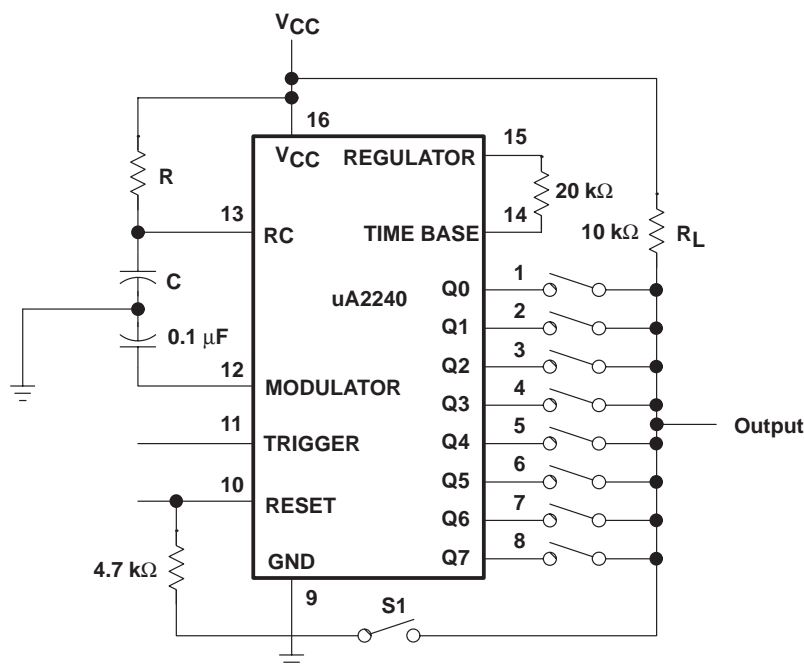 VCC
16
15
VCC
REGULATOR
R
20 kΩ
13
14
RC
TIME BASE
10 kΩ
RL
1
C
Q0
uA2240
2
Q1
0.1 μF
3
12
Q2
MODULATOR
4
Q3
11
5
Output
TRIGGER
Q4
6
10
Q5
RESET
7
Q6
8
4.7 kΩ
GND
Q7
9
S1